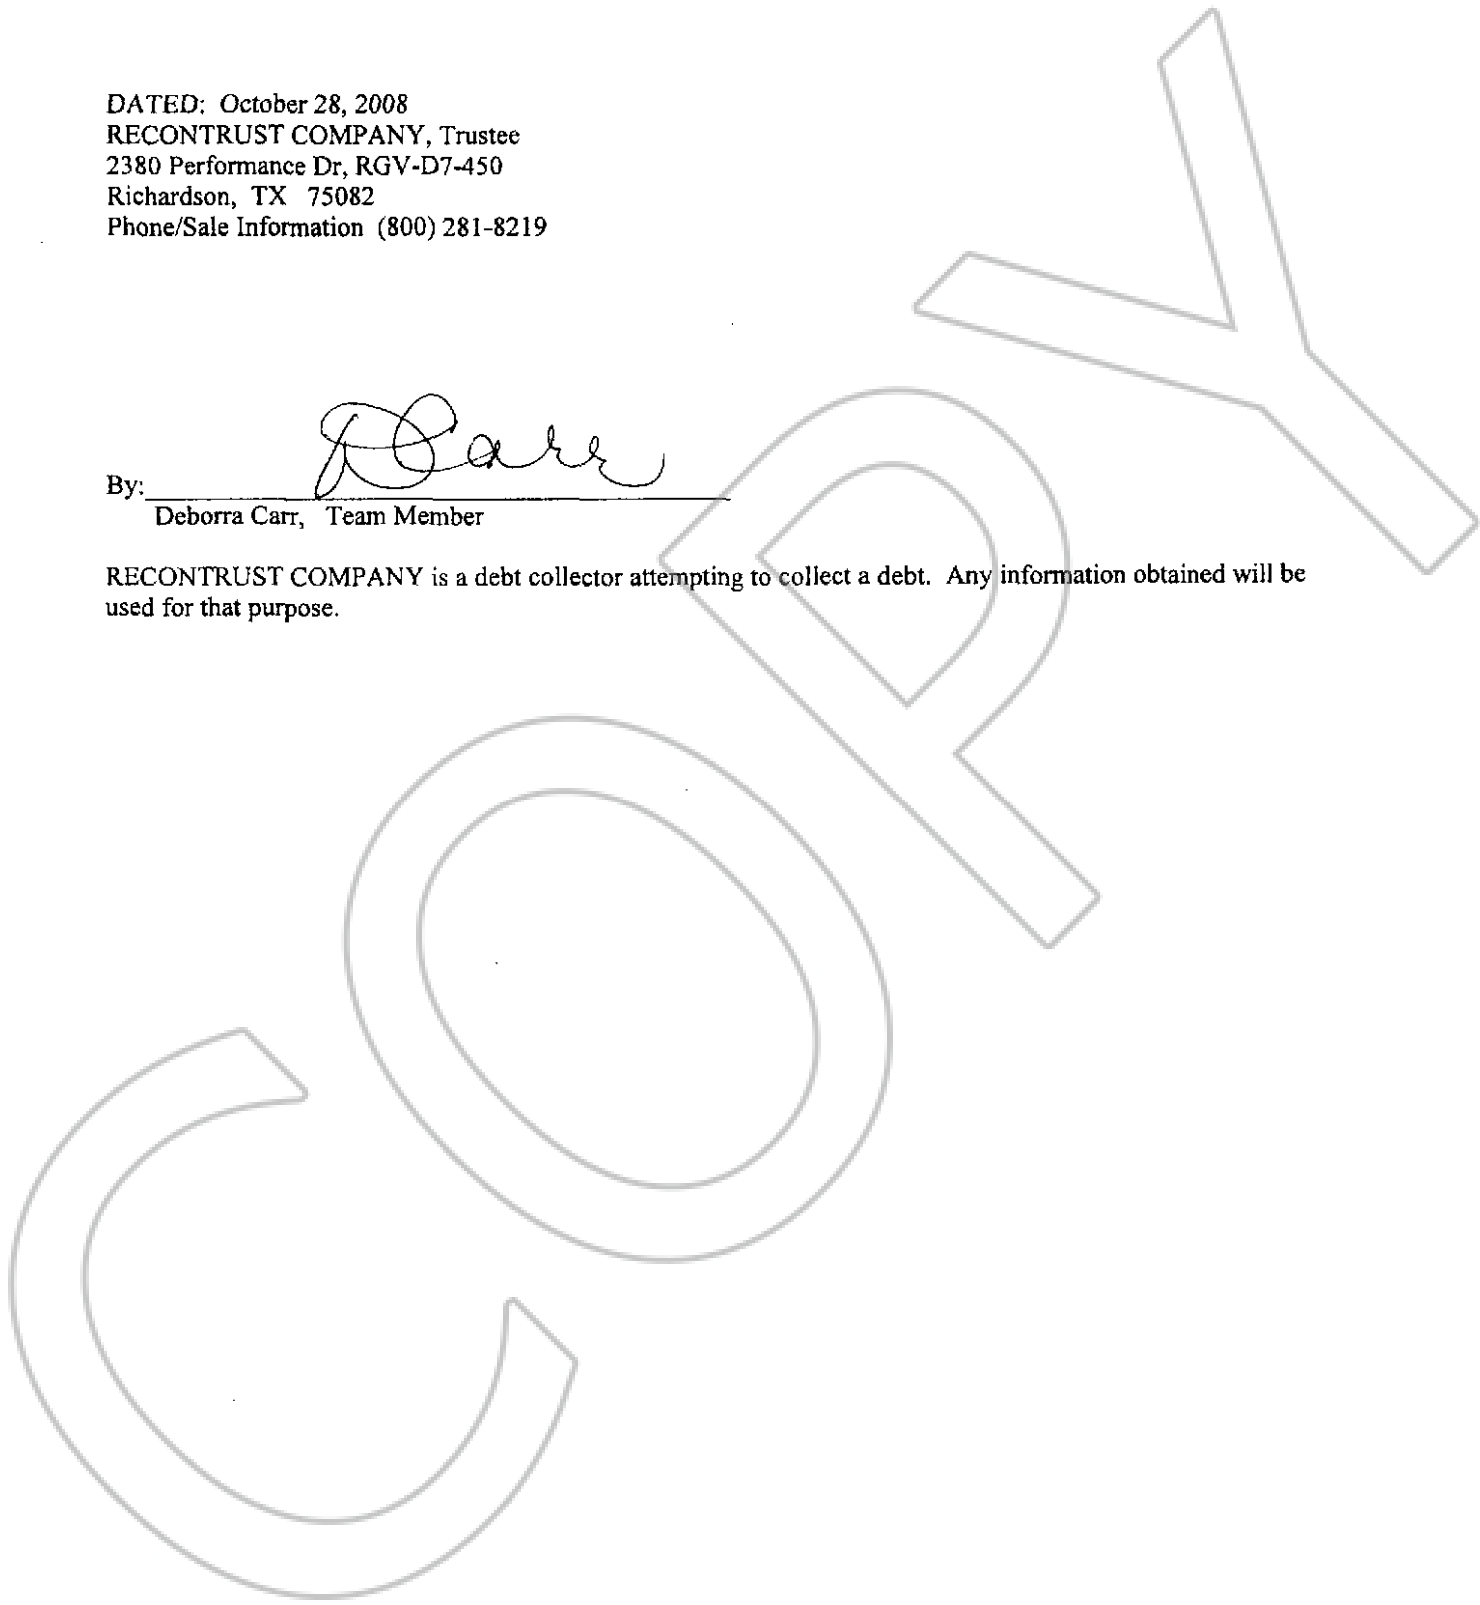 DATED: October 28, 2008
RECONTRUST COMPANY, Trustee
2380 Performance Dr, RGV-D7-450
Richardson, TX 75082
Phone/Sale Information (800) 281-8219
DCarr
By:
Deborra Carr, Team Member
RECONTRUST COMPANY is a debt collector attempting to collect a debt. Any information obtained will be
used for that purpose.
COPY